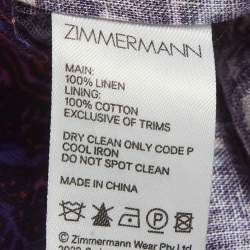 ZIMMERMANN
MAIN:
100% LINEN
LINING:
100% COTTON
EXCLUSIVE OF TRIMS
DRY CLEAN ONLY CODE P
COOL IRON
DO NOT SPOT CLEAN
MADE IN CHINA
P
© Zimmermann Wear Pty Ltd